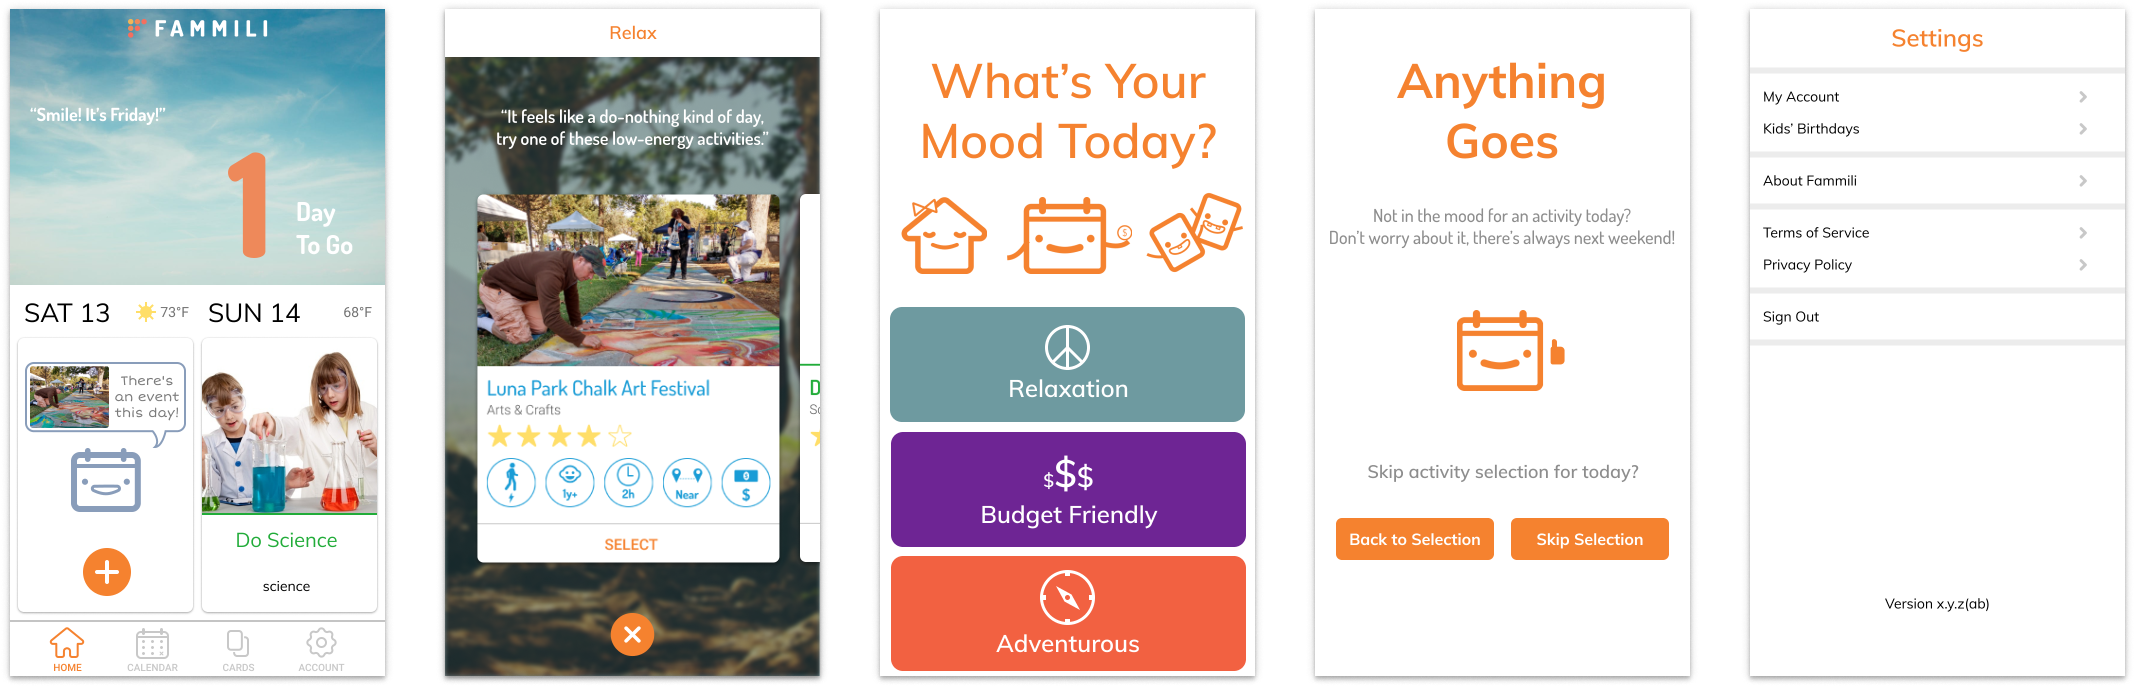 FAMMILI
“Smile! It’s Friday!”
1
Day
To Go
SAT 13
73°F
SUN 14
68°F
There's
an event
this day!
Do Science
science
HOME
CALENDAR
CARDS
ACCOUNT
Relax
“It feels like a do-nothing kind of day,
try one of these low-energy activities.”
Luna Park Chalk Art Festival
Arts & Crafts
1y+
2h
Near
0
$
D
Sc
SELECT
What’s Your
Mood Today?
$
Relaxation
$$$
Budget Friendly
Adventurous
Anything
Goes
Not in the mood for an activity today?
Don’t worry about it, there’s always next weekend!
Skip activity selection for today?
Back to Selection
Skip Selection
Settings
My Account
Kids’ Birthdays
About Fammili
Terms of Service
Privacy Policy
Sign Out
Version x.y.z(ab)